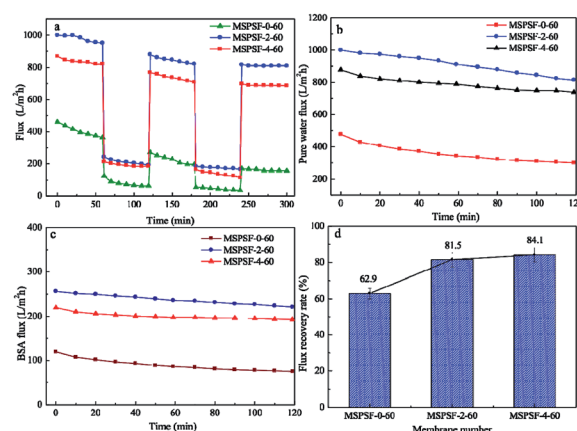 a
MSPSF-0-60
MSPSF-2-60
MSPSF-4-60
Flux (L/m²h)
1000
800
600
400
200
0
0 50 100 150 200 250 300
Time (min)
b
MSPSF-0-60
MSPSF-2-60
MSPSF-4-60
Pure water flux (L/m²h)
1200
1000
800
600
400
200
0 20 40 60 80 100 120
Time (min)
c
MSPSF-0-60
MSPSF-2-60
MSPSF-4-60
BSA flux (L/m²h)
300
200
100
0
0 20 40 60 80 100 120
Time (min)
d
62.9
81.5
84.1
Flux recovery rate (%)
100
80
60
40
20
0
MSPSF-0-60 MSPSF-2-60 MSPSF-4-60
Membrane number